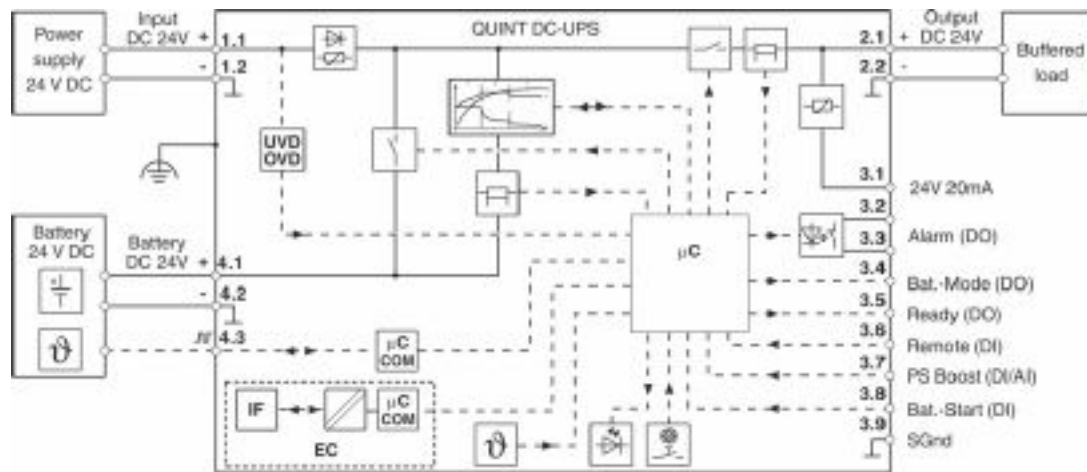 Power
supply
24 V DC
Input
DC 24V +
1.1
-
1.2
QUINT DC-UPS
2.1
+
Output
DC 24V
2.2
-
Buffered
load
UVD
OVD
3.1
24V 20mA
3.2
3.3
Alarm (DO)
Battery
24 V DC
+
ϑ
Battery
DC 24V +
4.1
-
4.2
4.3
µC
3.4
Bat.-Mode (DO)
3.5
Ready (DO)
3.6
Remote (DI)
3.7
PS Boost (DI/AI)
3.8
Bat.-Start (DI)
3.9
SGnd
µC
COM
IF
µC
COM
EC
ϑ